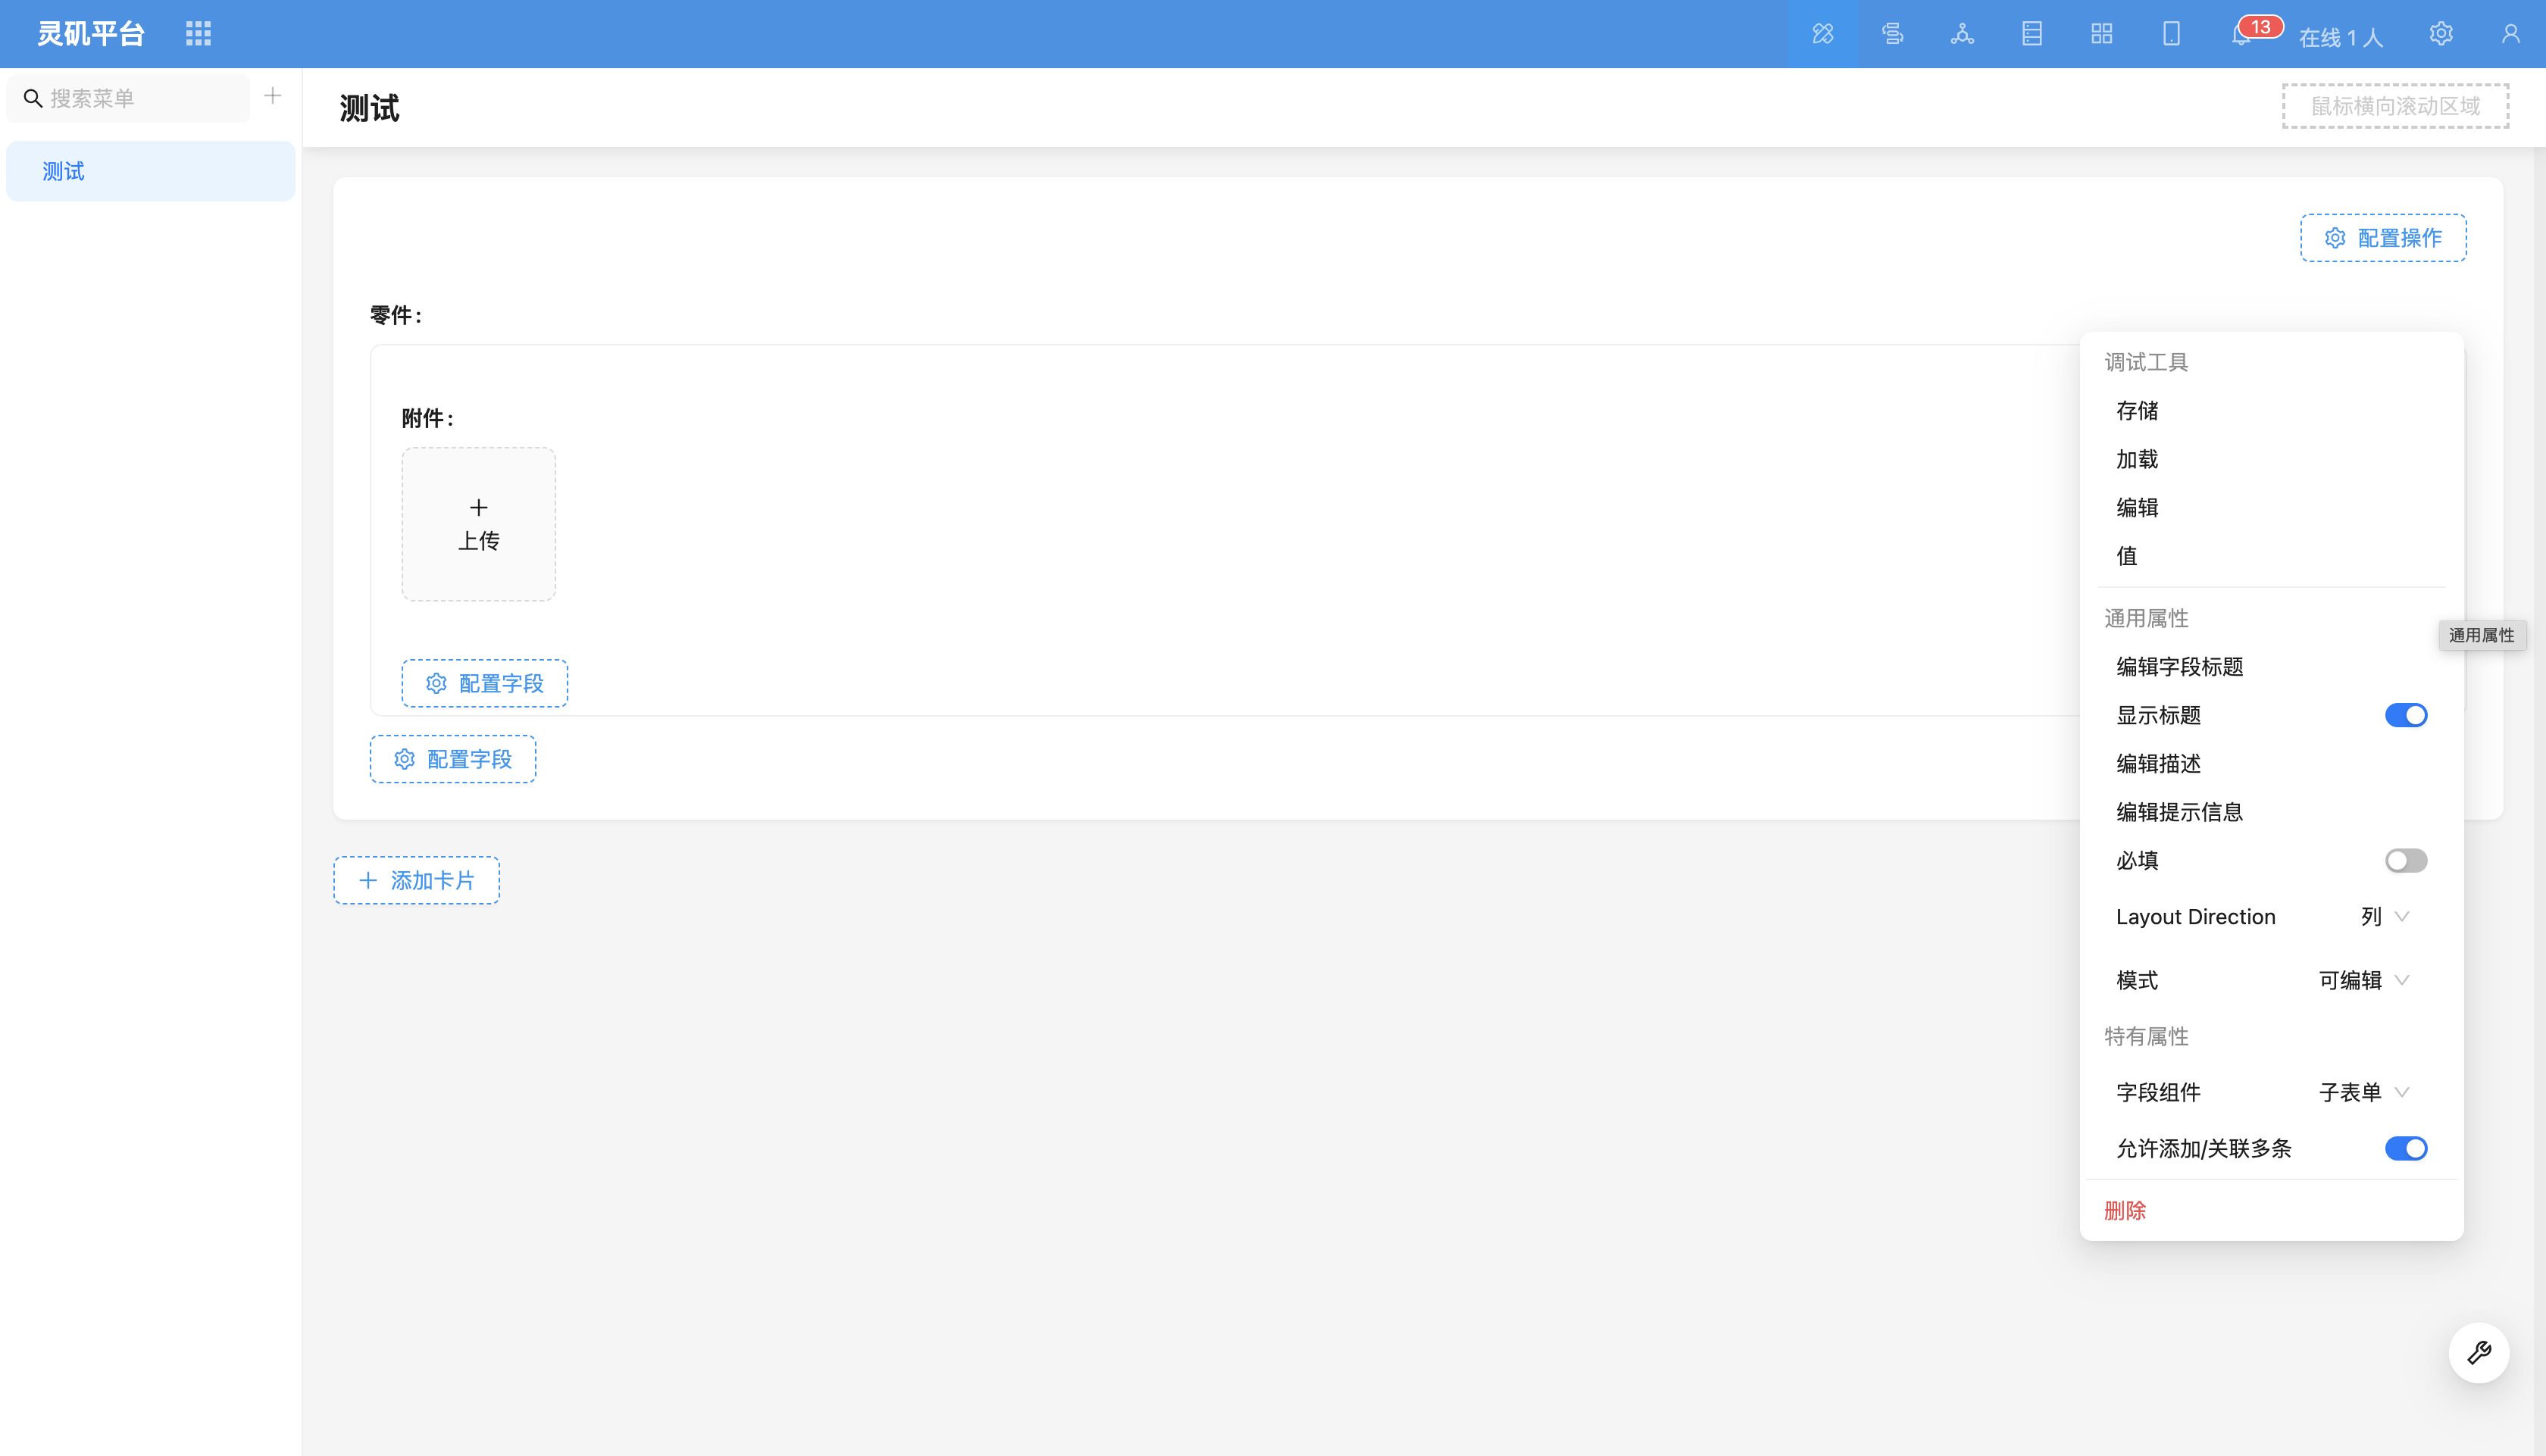 灵矶平台
13
在线 1 人
搜索菜单
测试
测试
鼠标横向滚动区域
配置操作
零件:
附件:
上传
配置字段
配置字段
添加卡片
调试工具
存储
加载
编辑
值
通用属性
通用属性
编辑字段标题
显示标题
编辑描述
编辑提示信息
必填
Layout Direction 列
模式 可编辑
特有属性
字段组件 子表单
允许添加/关联多条
删除